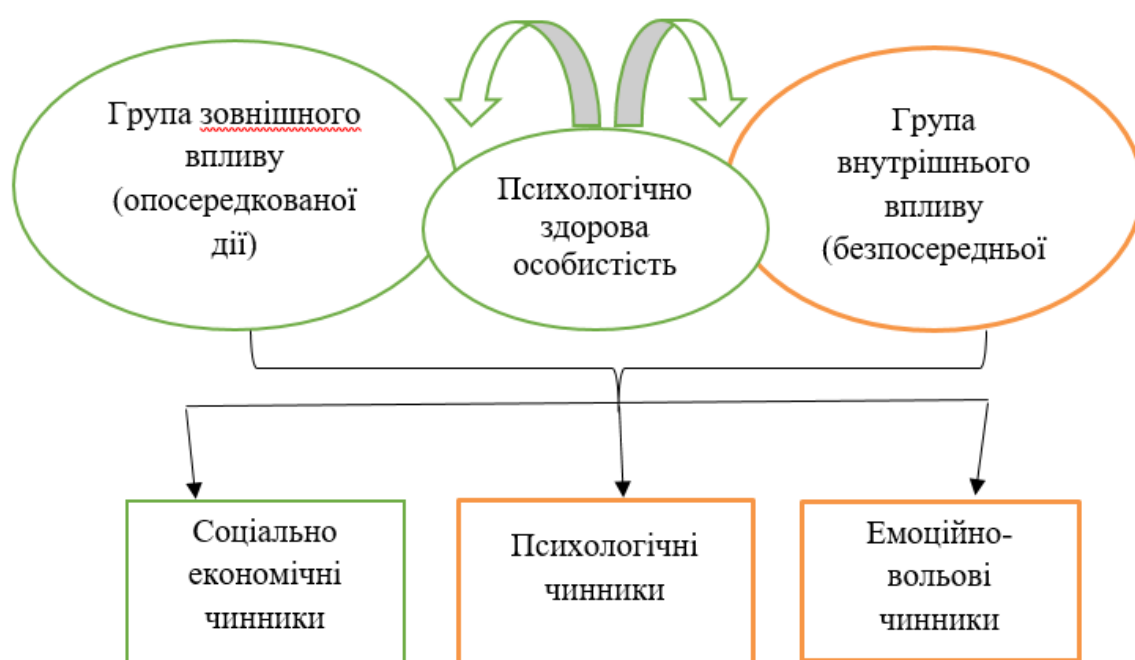 Група зовнішного
впливу
(опосередкованої
дії)
Психологічно
здорова
особистість
Група
внутрішнього
впливу
(безпосередньої
Соціально
економічні
чинники
Психологічні
чинники
Емоційно-
вольові
чинники